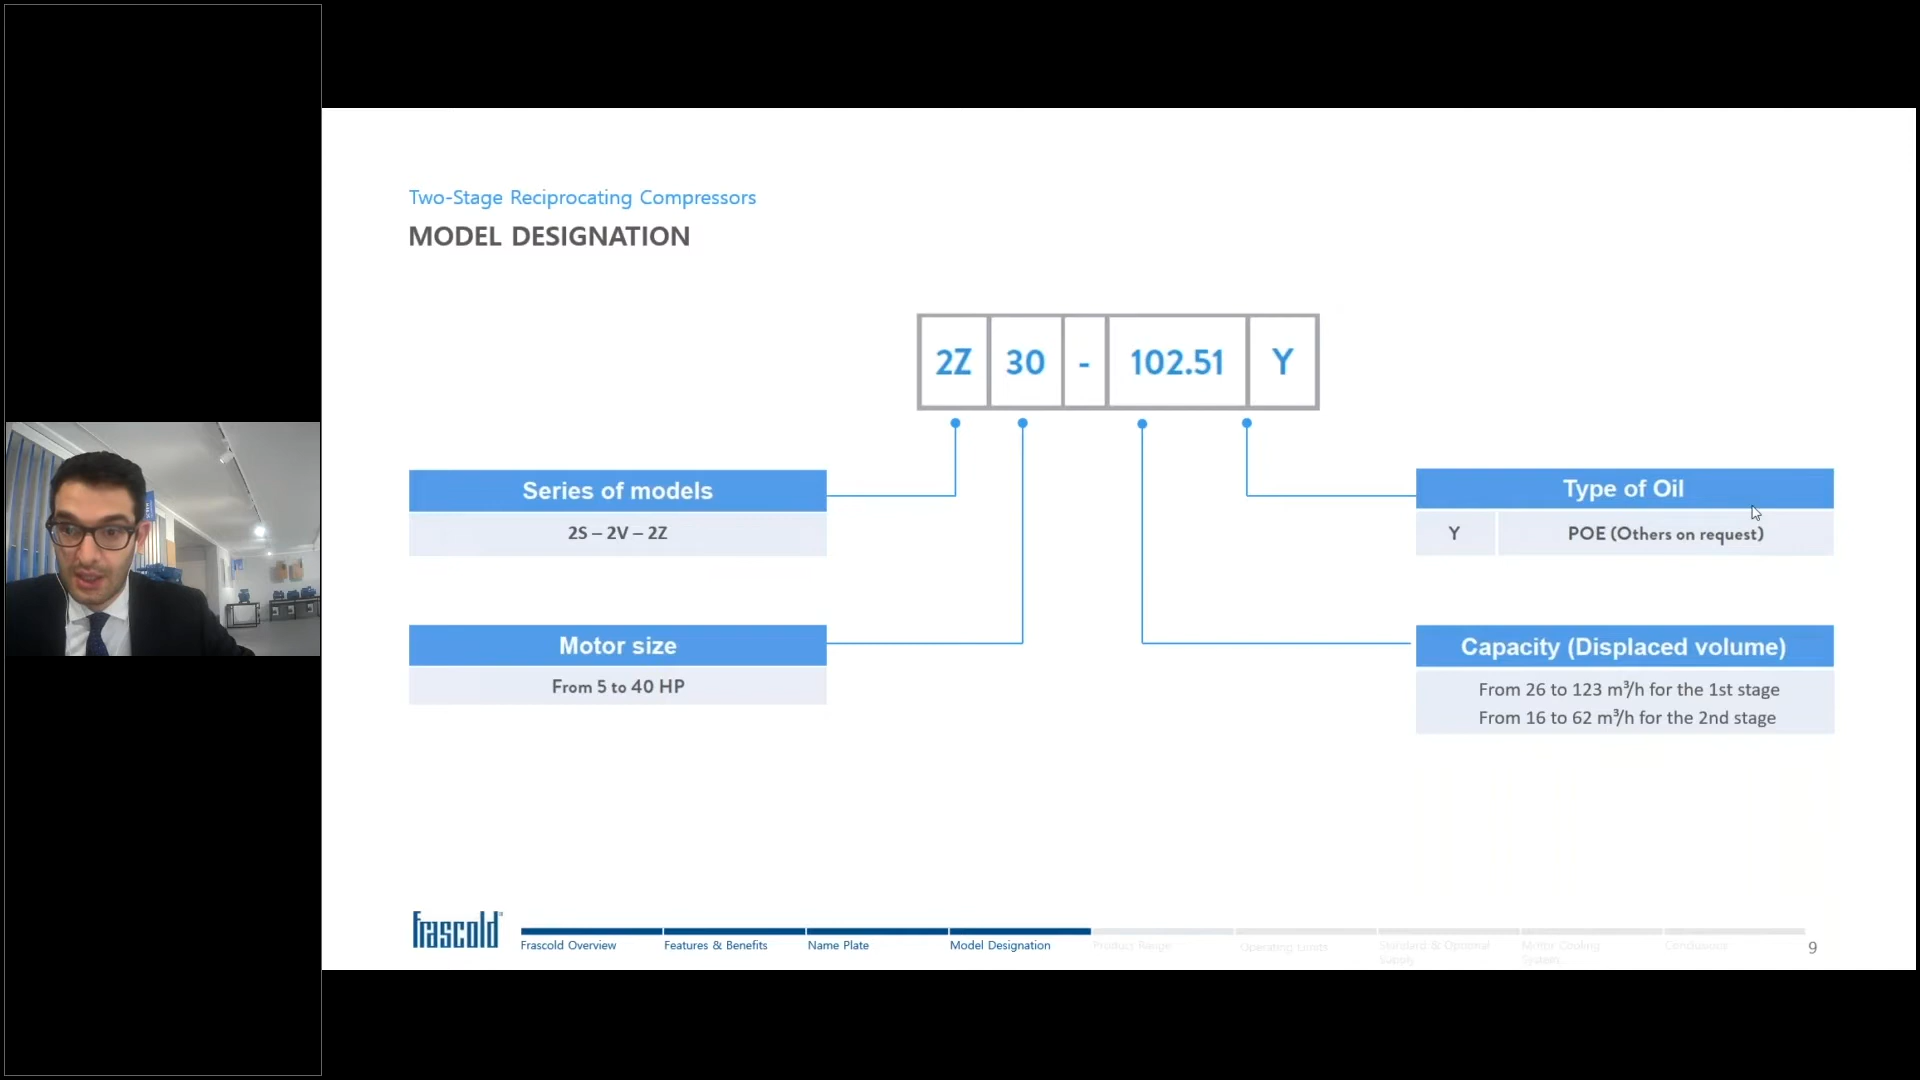 Two-Stage Reciprocating Compressors
MODEL DESIGNATION
2Z 30 - 102.51 Y
Series of models
2S – 2V – 2Z
Motor size
From 5 to 40 HP
Type of Oil
Y POE (Others on request)
Capacity (Displaced volume)
From 26 to 123 m³/h for the 1st stage
From 16 to 62 m³/h for the 2nd stage
frascold
Frascold Overview
Features & Benefits
Name Plate
Model Designation
Product Range
Operating Limits
Standard & Optional
Supply
Motor Cooling
System
Conclusions
9